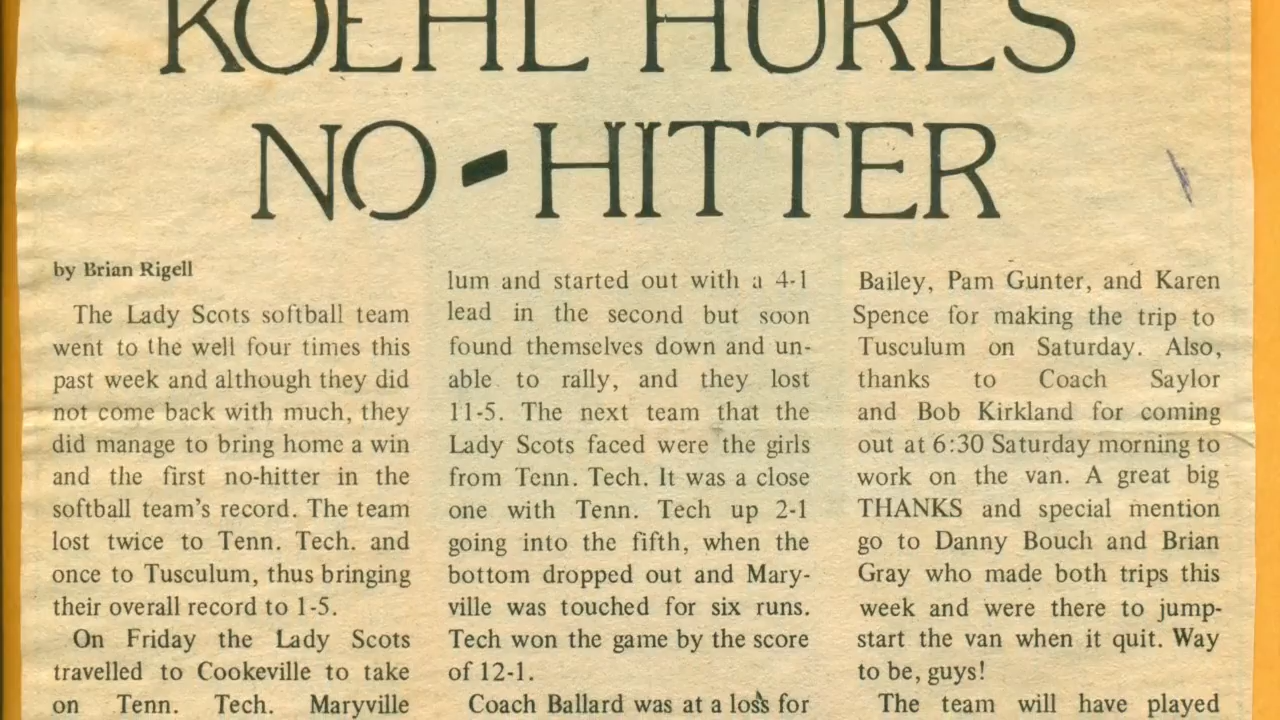 KOEHL HURLS
NO-HITTER
by Brian Rigell
The Lady Scots softball team
went to the well four times this
past week and although they did
not come back with much, they
did manage to bring home a win
and the first no-hitter in the
softball team's record. The team
lost twice to Tenn. Tech. and
once to Tusculum, thus bringing
their overall record to 1-5.
On Friday the Lady Scots
travelled to Cookeville to take
on Tenn. Tech. Maryville
lum and started out with a 4-1
lead in the second but soon
found themselves down and un-
able to rally, and they lost
11-5. The next team that the
Lady Scots faced were the girls
from Tenn. Tech. It was a close
one with Tenn. Tech up 2-1
going into the fifth, when the
bottom dropped out and Mary-
ville was touched for six runs.
Tech won the game by the score
of 12-1.
Coach Ballard was at a loss for
Bailey, Pam Gunter, and Karen
Spence for making the trip to
Tusculum on Saturday. Also,
thanks to Coach Saylor
and Bob Kirkland for coming
out at 6:30 Saturday morning to
work on the van. A great big
THANKS and special mention
go to Danny Bouch and Brian
Gray who made both trips this
week and were there to jump-
start the van when it quit. Way
to be, guys!
The team will have played